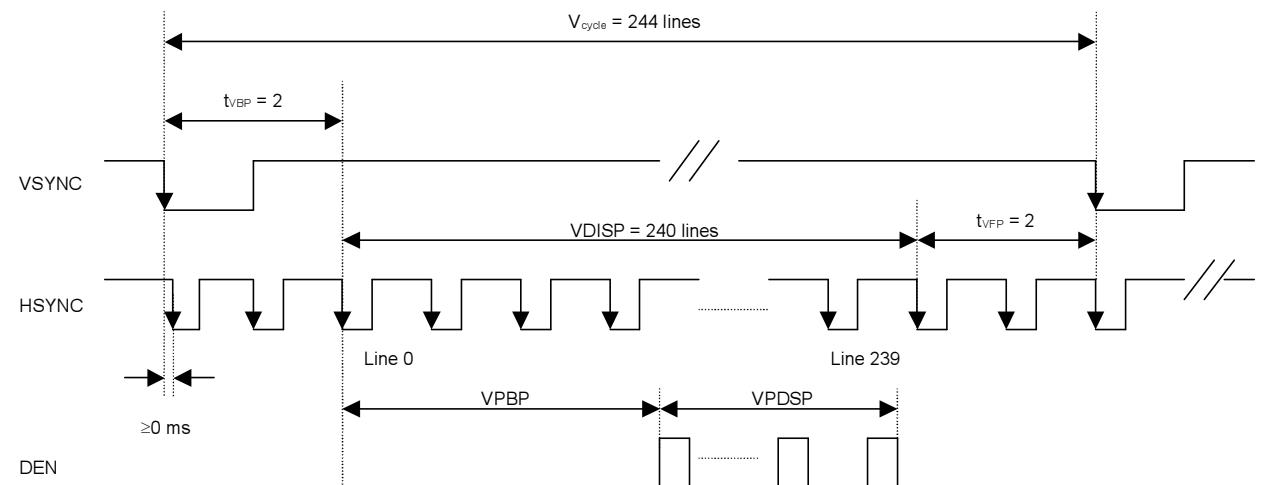 Vcycle = 244 lines
tVBP = 2
VSYNC
tVFP = 2
VDISP = 240 lines
HSYNC
Line 0
Line 239
VPBP
VPDSP
≥0 ms
DEN